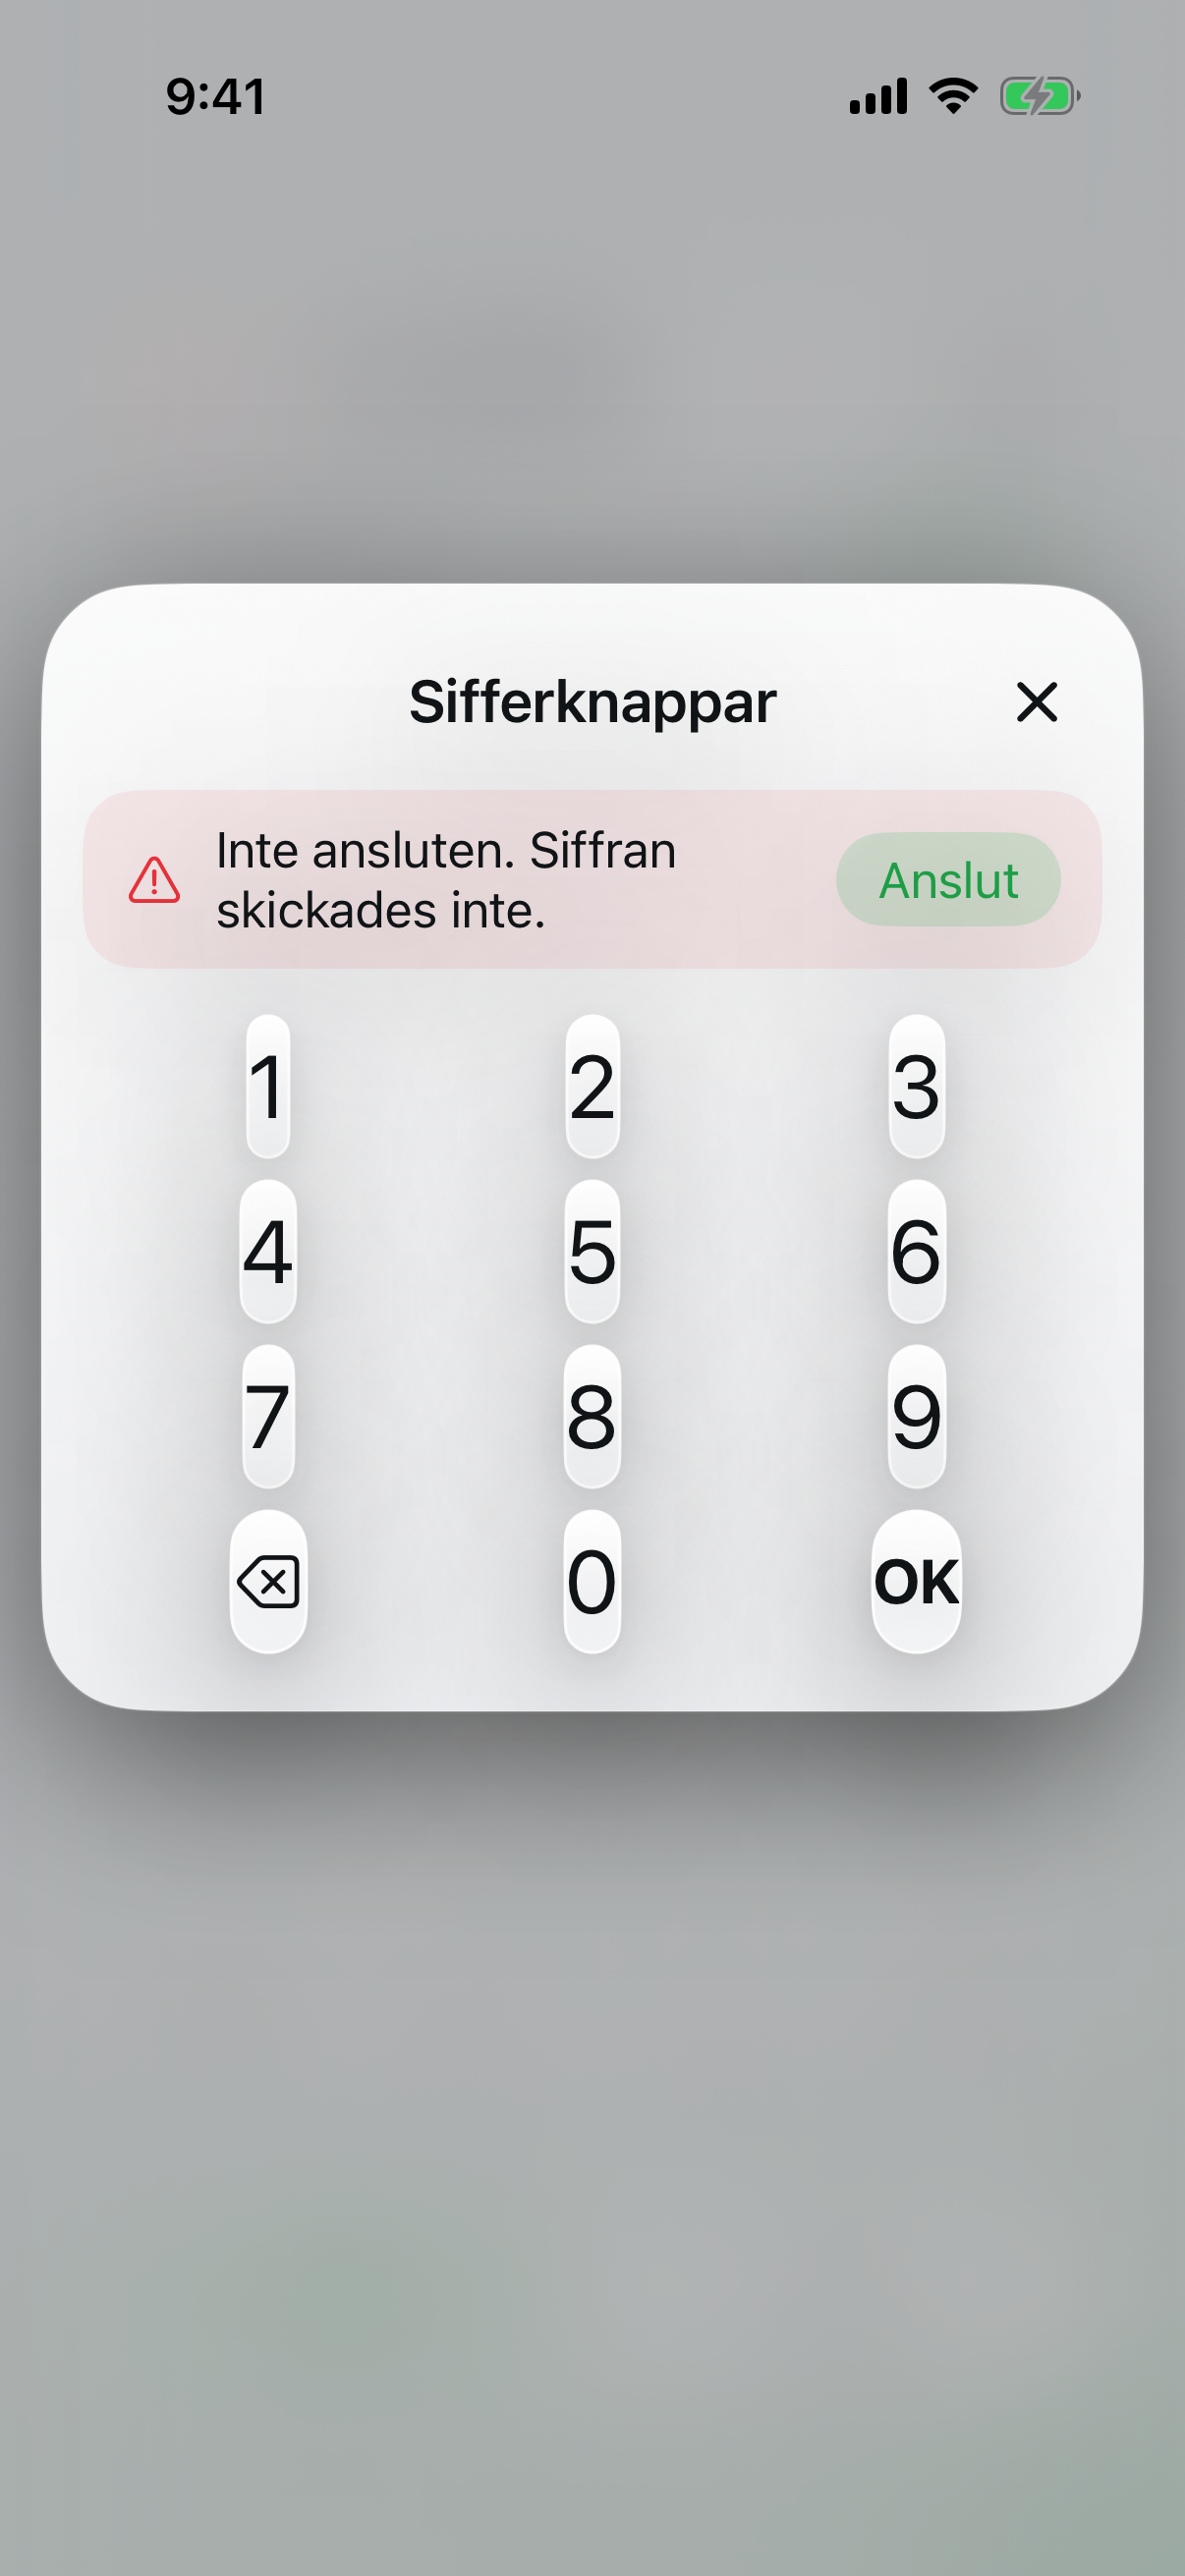 9:41
Sifferknappar
Inte ansluten. Siffran
skickades inte.
Anslut
1 2 3
4 5 6
7 8 9
0 OK